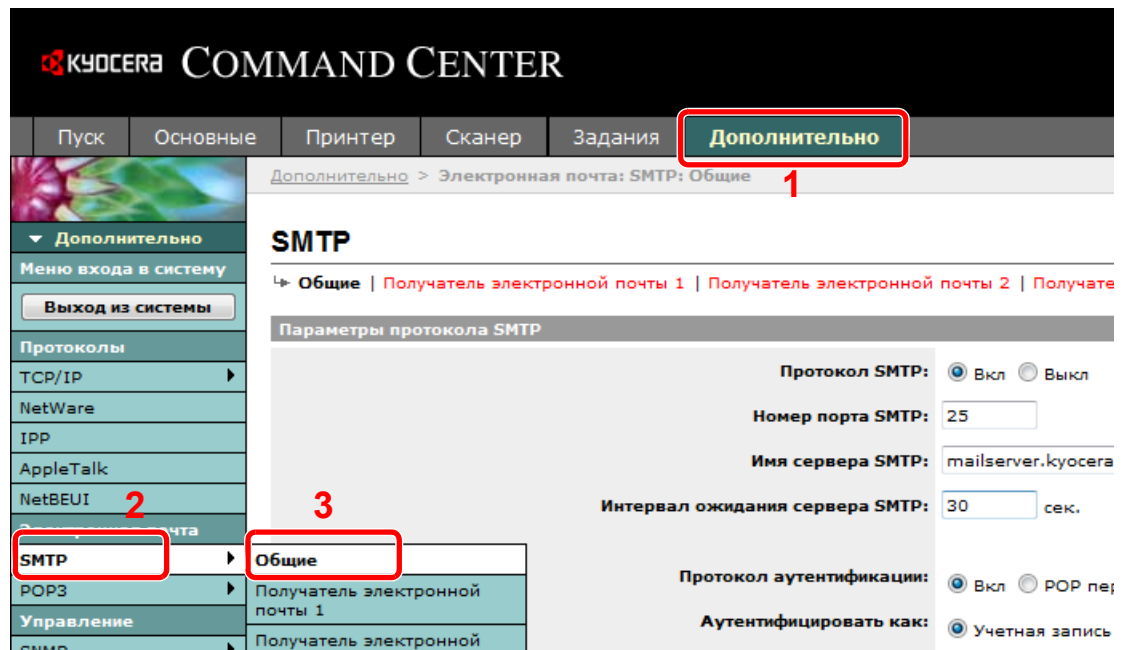 KYOCERA COMMAND CENTER
Пуск Основные Принтер Сканер Задания Дополнительно
1
Дополнительно > Электронная почта: SMTP: Общие
Дополнительно
Меню входа в систему
Выход из системы
Протоколы
TCP/IP
NetWare
IPP
AppleTalk
NetBEUI
2
почта
SMTP
POP3
Управление
SNMP
SMTP
Общие | Получатель электронной почты 1 | Получатель электронной почты 2 | Получате
Параметры протокола SMTP
Протокол SMTP: Вкл Выкл
Номер порта SMTP: 25
Имя сервера SMTP: mailserver.kyocera
Интервал ожидания сервера SMTP: 30 сек.
Протокол аутентификации: Вкл POP пер
Аутентифицировать как: Учетная запись
3
Общие
Получатель электронной
почты 1
Получатель электронной